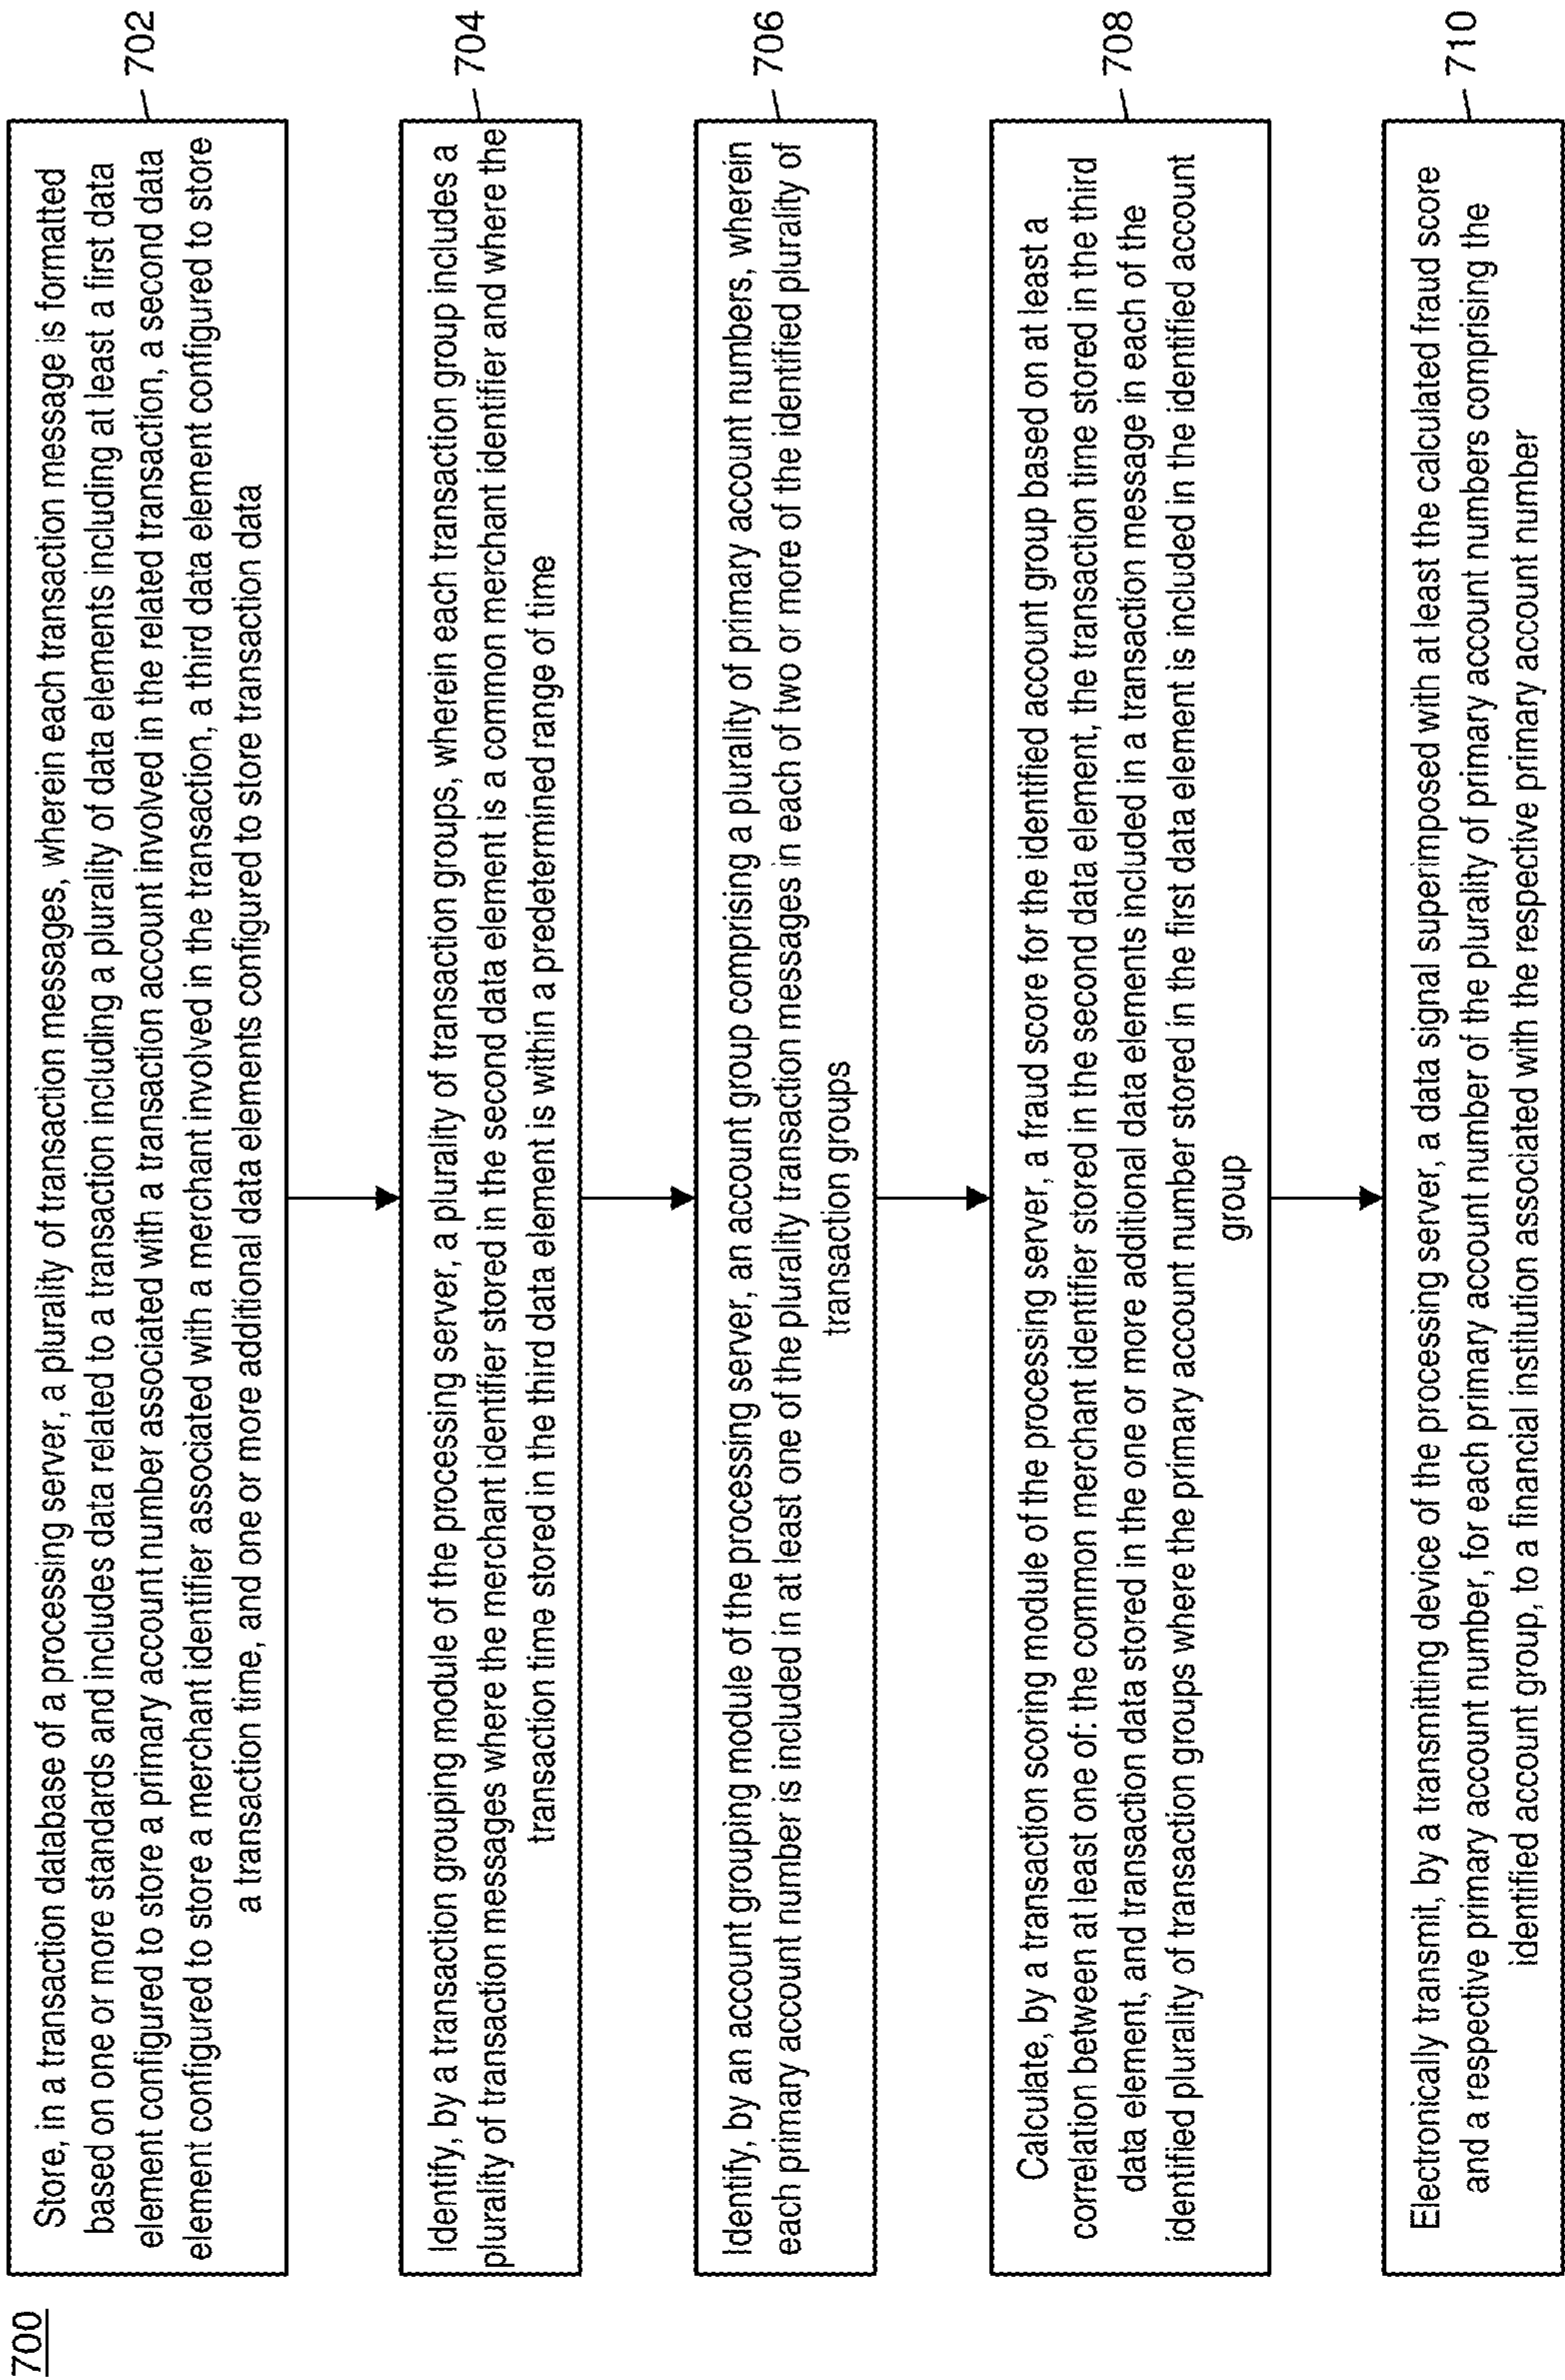 700
Store, in a transaction database of a processing server, a plurality of transaction messages, wherein each transaction message is formatted
based on one or more standards and includes data related to a transaction including a plurality of data elements including at least a first data
element configured to store a primary account number associated with a transaction account involved in the related transaction, a second data
element configured to store a merchant identifier associated with a merchant involved in the transaction, a third data element configured to store
a transaction time, and one or more additional data elements configured to store transaction data
702
Identify, by a transaction grouping module of the processing server, a plurality of transaction groups, wherein each transaction group includes a
plurality of transaction messages where the merchant identifier stored in the second data element is a common merchant identifier and where the
transaction time stored in the third data element is within a predetermined range of time
704
Identify, by an account grouping module of the processing server, an account group comprising a plurality of primary account numbers, wherein
each primary account number is included in at least one of the plurality transaction messages in each of two or more of the identified plurality of
transaction groups
706
Calculate, by a transaction scoring module of the processing server, a fraud score for the identified account group based on at least a
correlation between at least one of: the common merchant identifier stored in the second data element, the transaction time stored in the third
data element, and transaction data stored in the one or more additional data elements included in a transaction message in each of the
identified plurality of transaction groups where the primary account number stored in the first data element is included in the identified account
group
708
Electronically transmit, by a transmitting device of the processing server, a data signal superimposed with at least the calculated fraud score
and a respective primary account number, for each primary account number of the plurality of primary account numbers comprising the
identified account group, to a financial institution associated with the respective primary account number
710